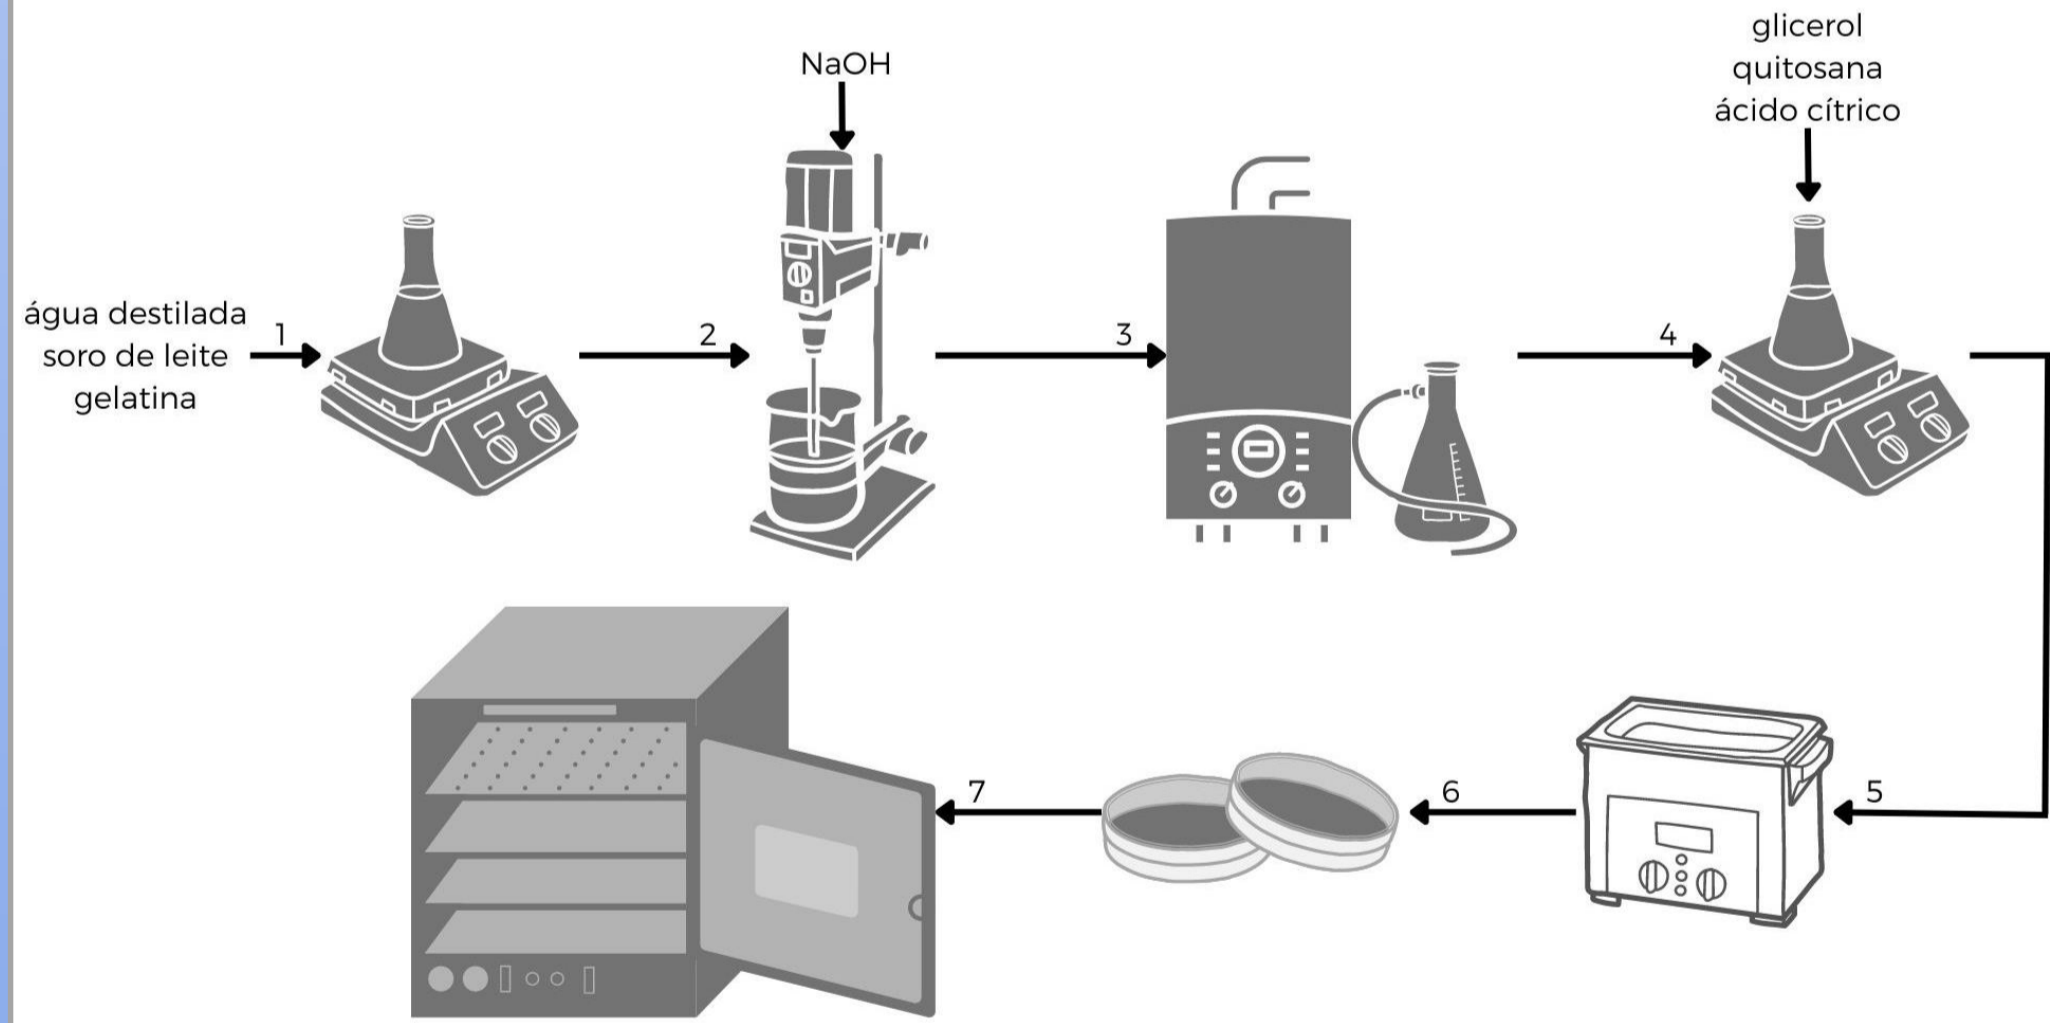 água destilada
soro de leite
gelatina
1
2
NaOH
3
4
glicerol
quitosana
ácido cítrico
5
6
7